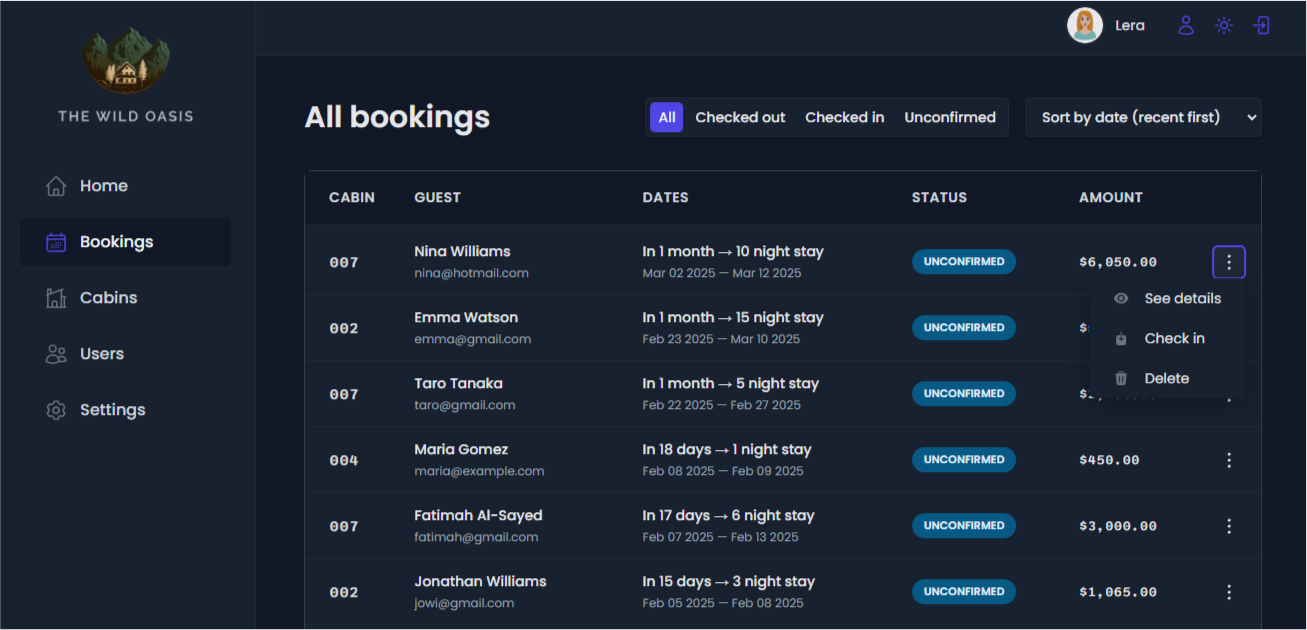 THE WILD OASIS
Home
Bookings
Cabins
Users
Settings
Lera
All bookings
All Checked out Checked in Unconfirmed
Sort by date (recent first)
CABIN GUEST DATES STATUS AMOUNT
007 Nina Williams In 1 month → 10 night stay UNCONFIRMED $6,050.00
nina@hotmail.com Mar 02 2025 — Mar 12 2025
002 Emma Watson In 1 month → 15 night stay UNCONFIRMED
emma@gmail.com Feb 23 2025 — Mar 10 2025
007 Taro Tanaka In 1 month → 5 night stay UNCONFIRMED
taro@gmail.com Feb 22 2025 — Feb 27 2025
See details
Check in
Delete
004 Maria Gomez In 18 days → 1 night stay UNCONFIRMED $450.00
maria@example.com Feb 08 2025 — Feb 09 2025
007 Fatimah Al-Sayed In 17 days → 6 night stay UNCONFIRMED $3,000.00
fatimah@gmail.com Feb 07 2025 — Feb 13 2025
002 Jonathan Williams In 15 days → 3 night stay UNCONFIRMED $1,065.00
jowi@gmail.com Feb 05 2025 — Feb 08 2025